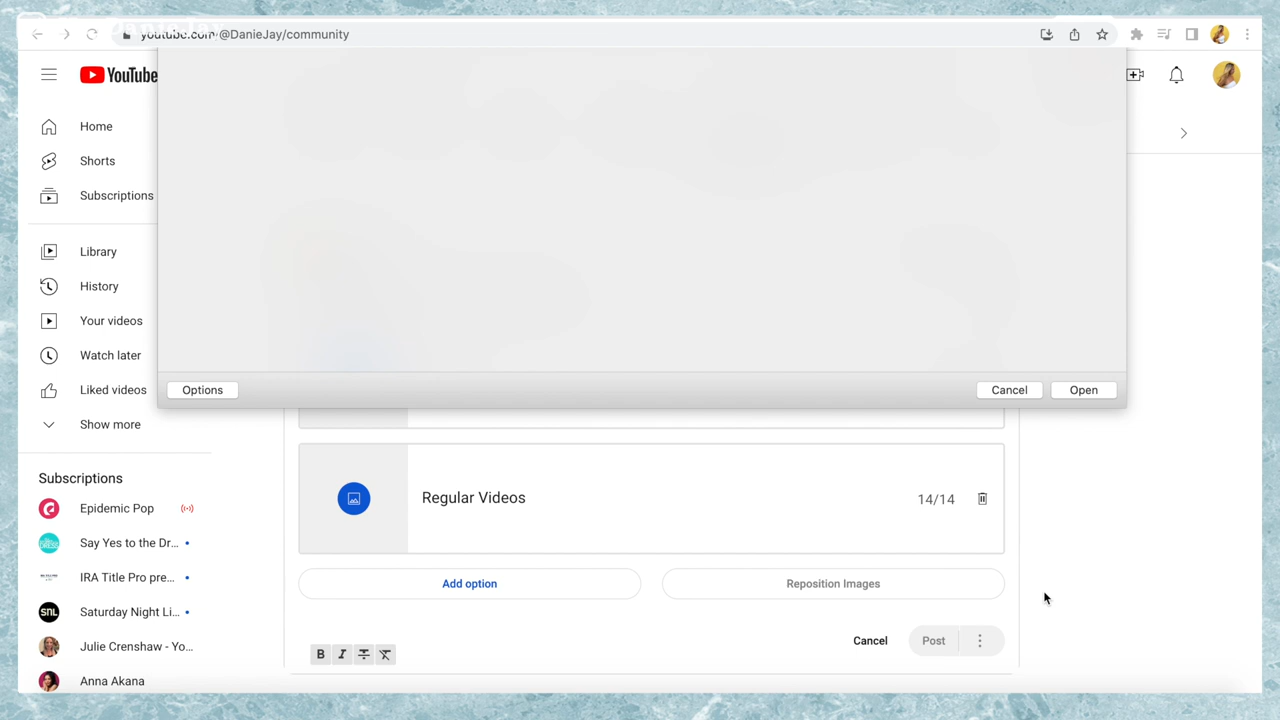 DanieJay
youtube.com/@DanieJay/community
YouTube
Home
Shorts
Subscriptions
Library
History
Your videos
Watch later
Liked videos
Show more
Subscriptions
Epidemic Pop
Say Yes to the Dr...
IRA Title Pro pre...
SNL
Saturday Night Li...
Julie Crenshaw - Yo...
Anna Akana
Options
Cancel
Open
Regular Videos
14/14
Add option
Reposition Images
B I T T
Cancel
Post